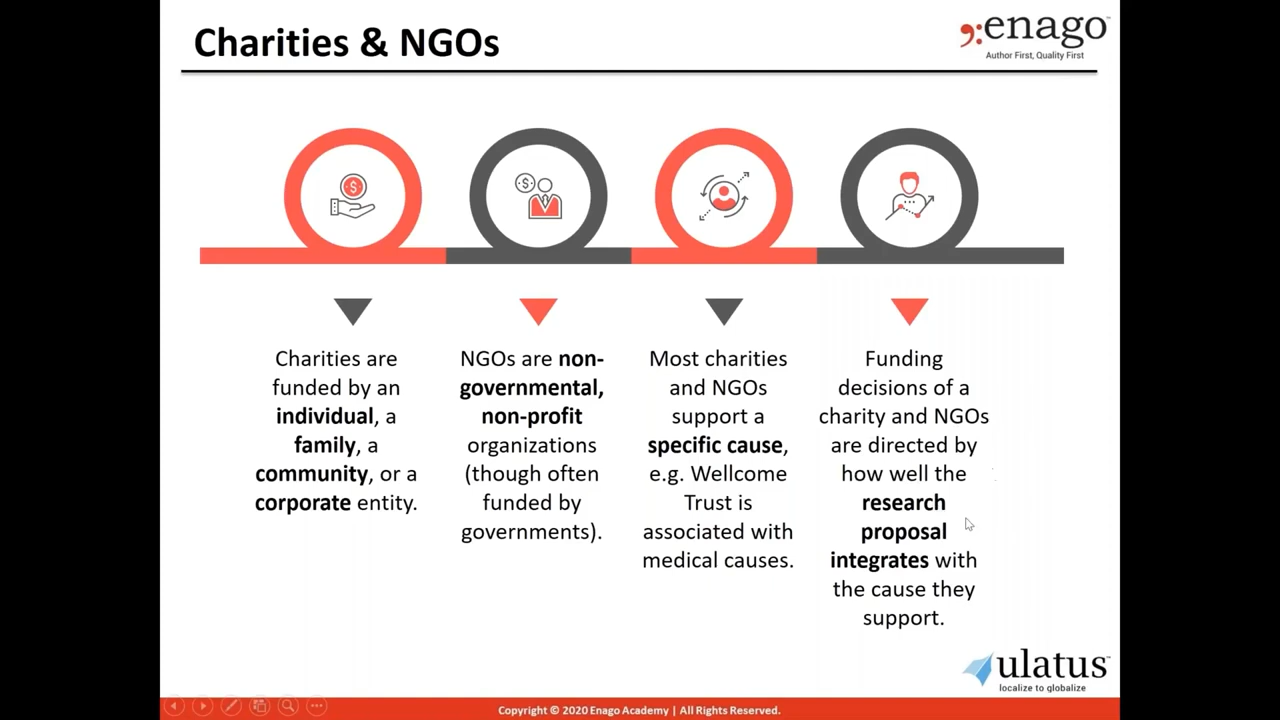 Charities & NGOs
enago™
Author First, Quality First
Charities are
funded by an
individual, a
family, a
community, or a
corporate entity.
NGOs are non-
governmental,
non-profit
organizations
(though often
funded by
governments).
Most charities
and NGOs
support a
specific cause,
e.g. Wellcome
Trust is
associated with
medical causes.
Funding
decisions of a
charity and NGOs
are directed by
how well the
research
proposal
integrates with
the cause they
support.
ulatus™
localize to globalize
Copyright © 2020 Enago Academy | All Rights Reserved.